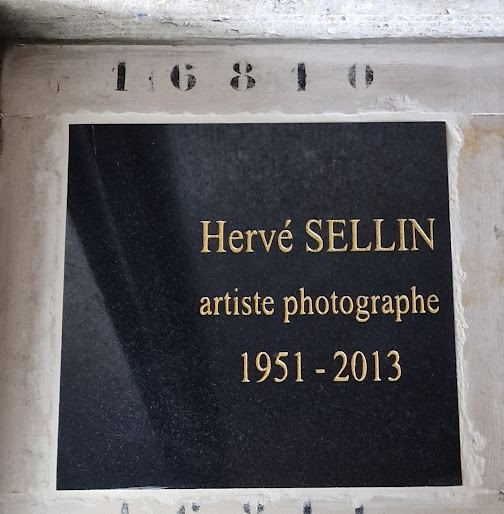 16810
Hervé SELLIN
artiste photographe
1951 - 2013